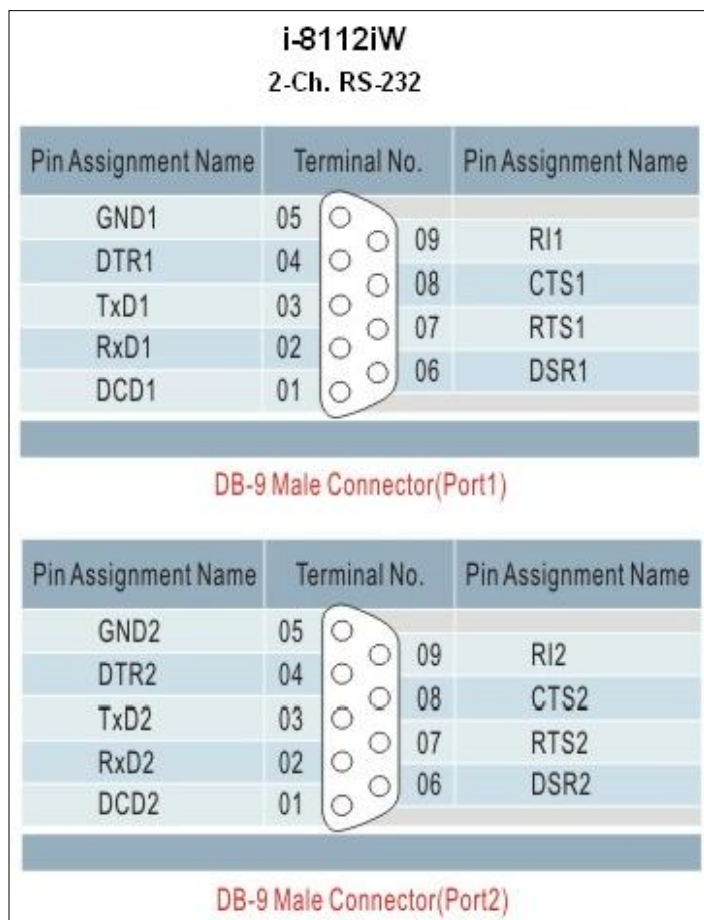 i-8112iW
2-Ch. RS-232
Pin Assignment Name Terminal No. Pin Assignment Name
GND1 05
09 RI1
DTR1 04
08 CTS1
TxD1 03
07 RTS1
RxD1 02
06 DSR1
DCD1 01
DB-9 Male Connector(Port1)
Pin Assignment Name Terminal No. Pin Assignment Name
GND2 05
09 RI2
DTR2 04
08 CTS2
TxD2 03
07 RTS2
RxD2 02
06 DSR2
DCD2 01
DB-9 Male Connector(Port2)